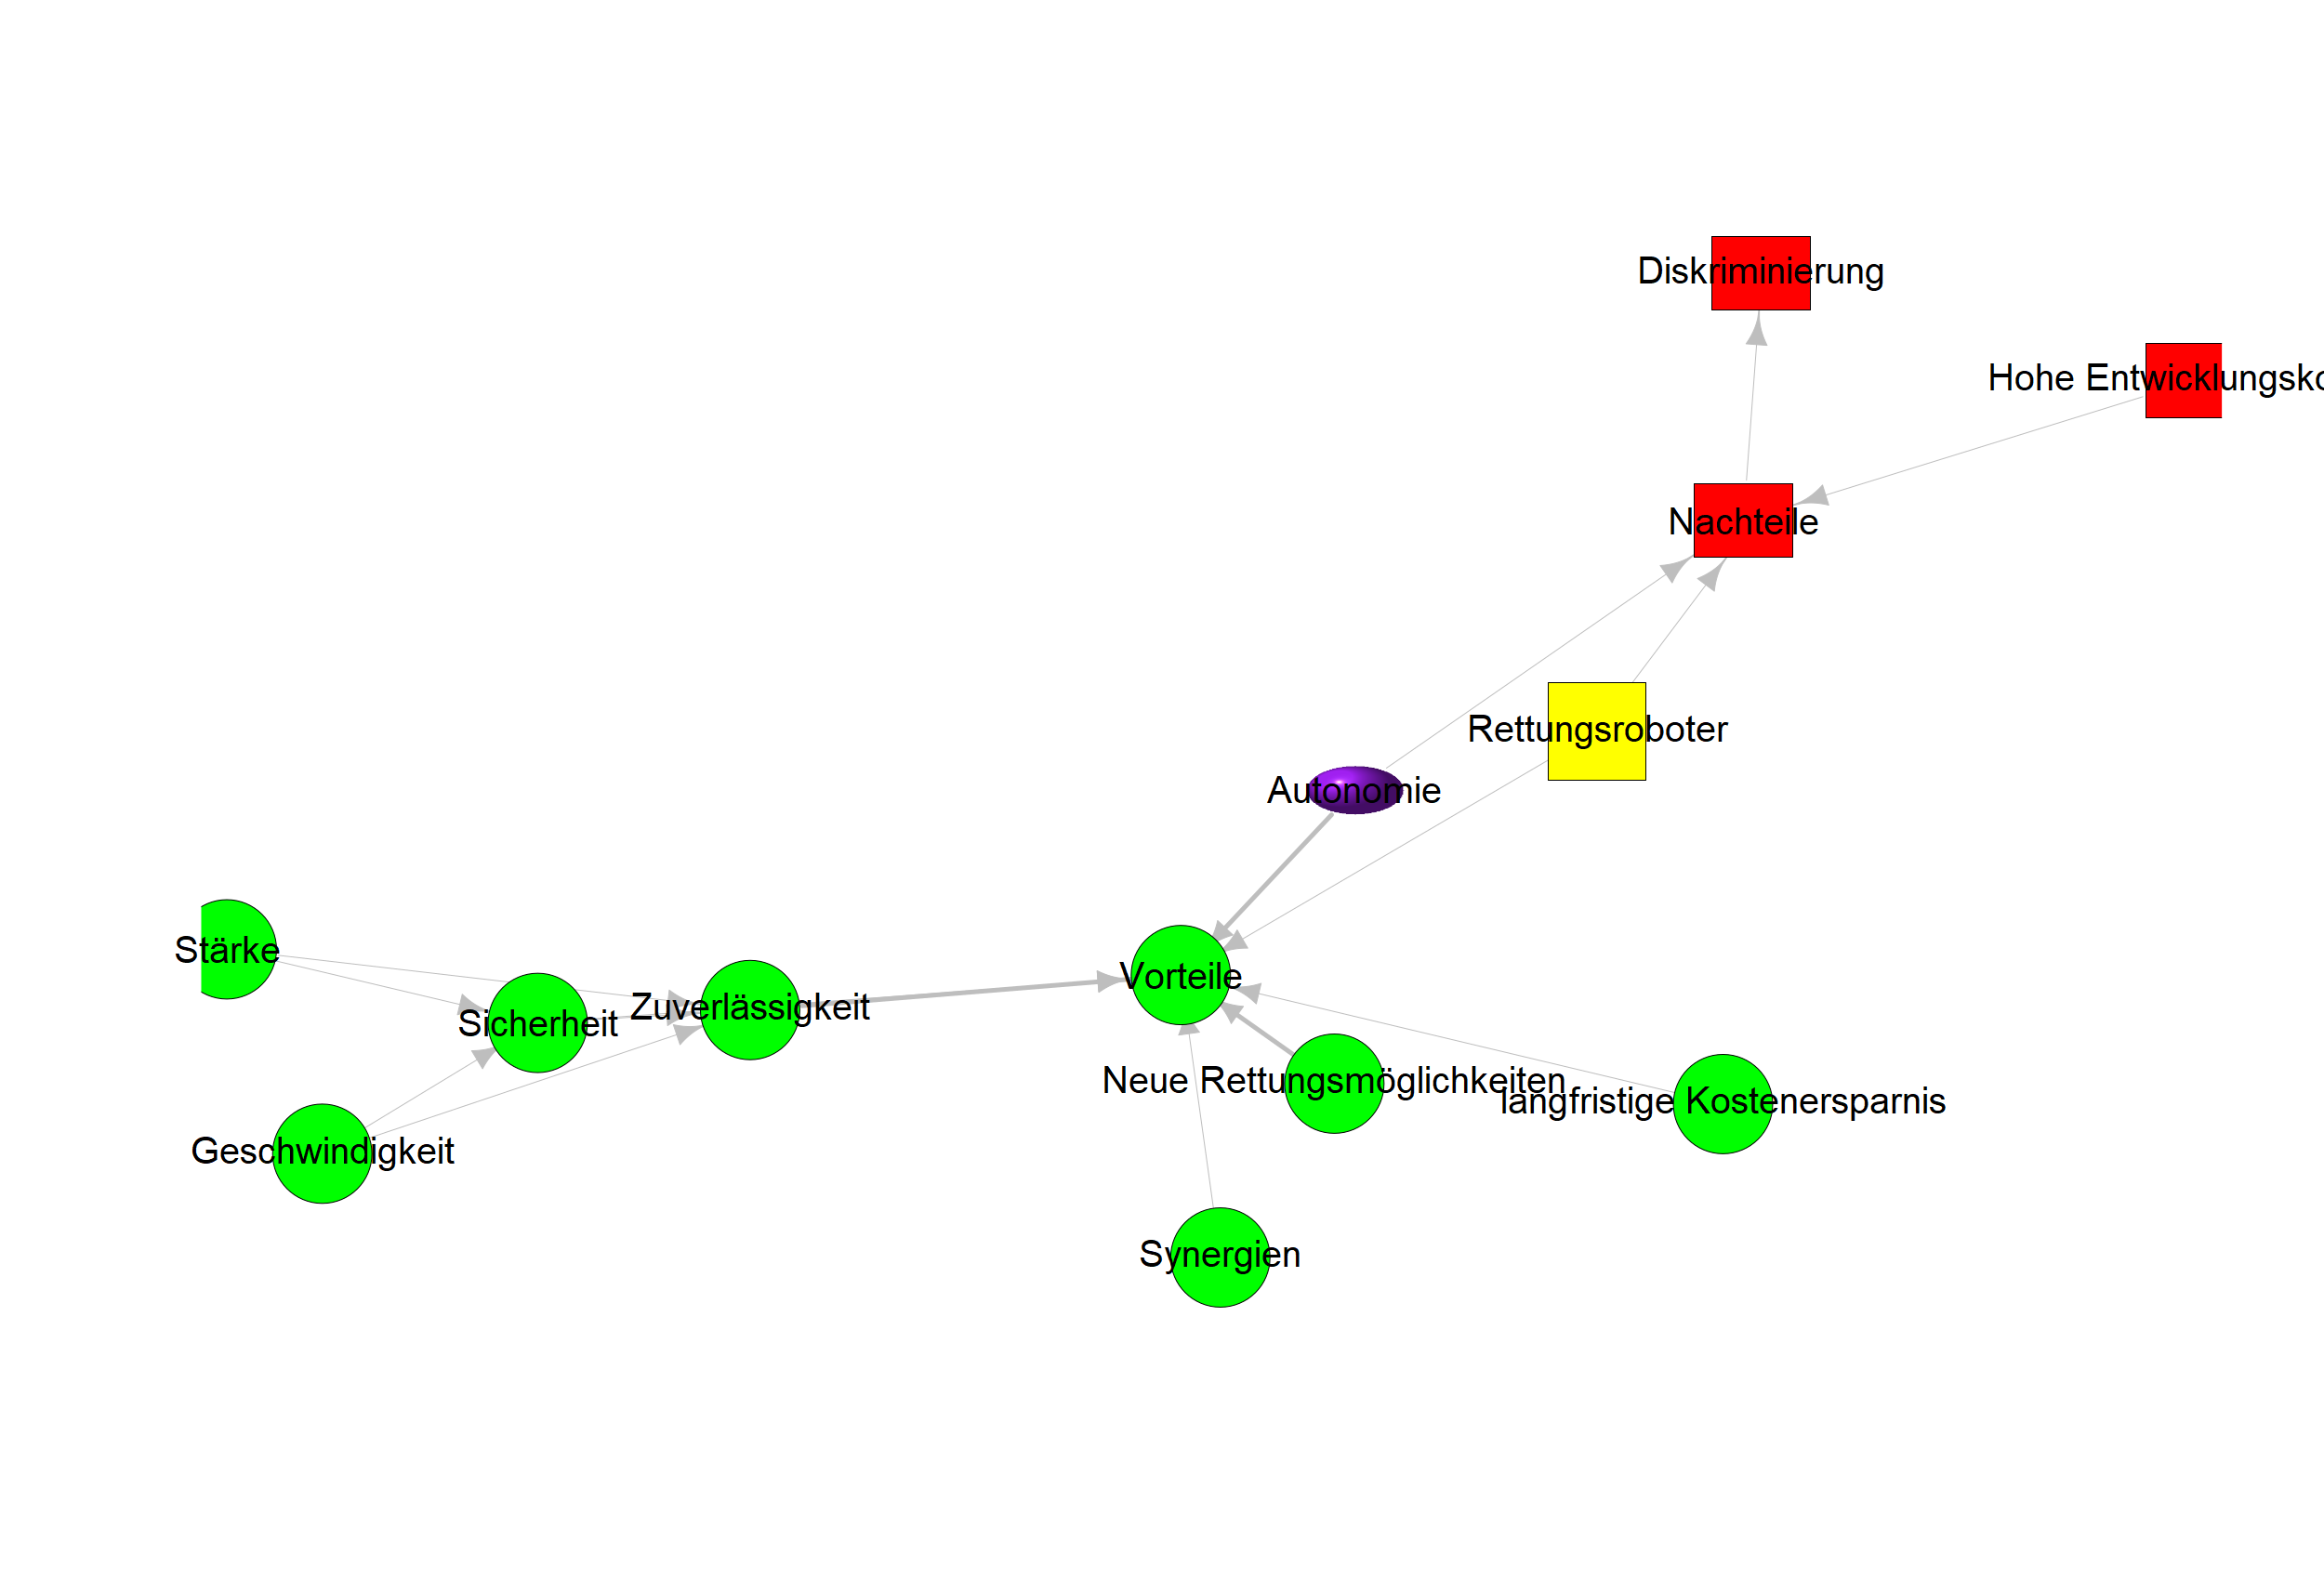 Diskriminierung
Hohe Entwicklungsko
Nachteile
Rettungsroboter
Autonomie
Stärke
Vorteile
Zuverlässigkeit
Sicherheit
Neue Rettungsmöglichkeiten
langfristige Kostenersparnis
Geschwindigkeit
Synergien